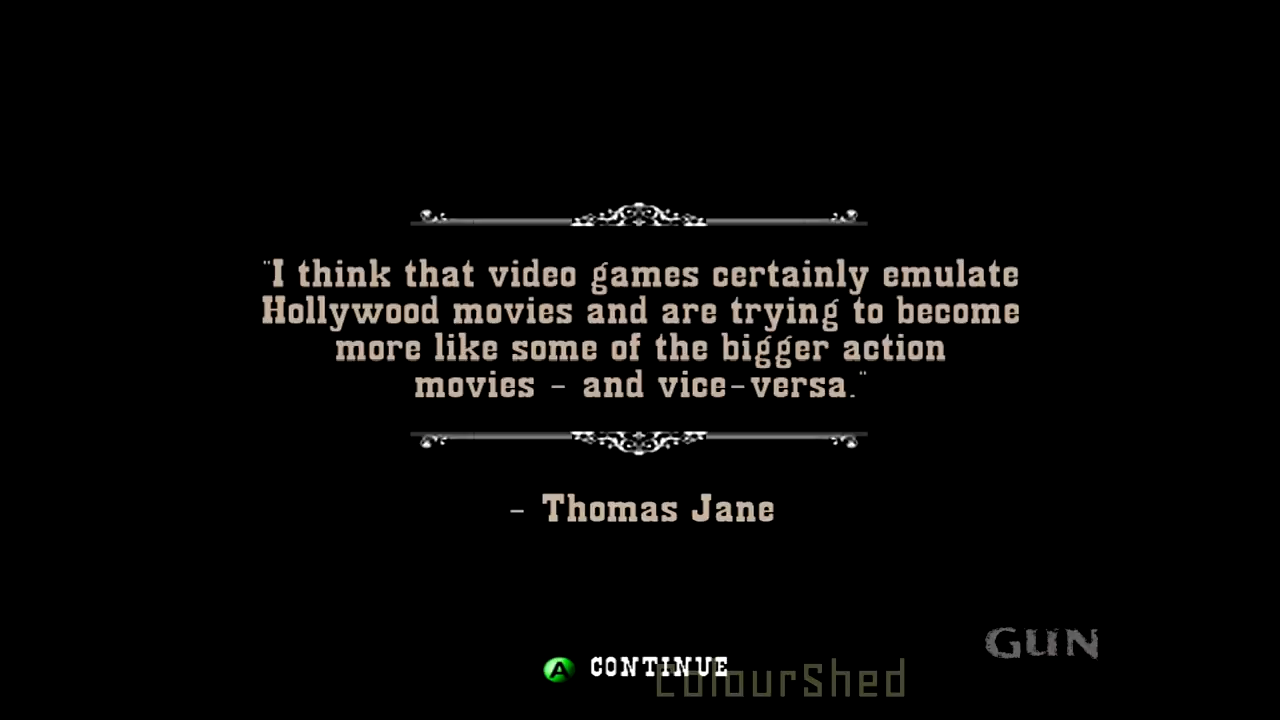 "I think that video games certainly emulate
Hollywood movies and are trying to become
more like some of the bigger action
movies - and vice-versa."
- Thomas Jane
GUN
A CONTINUE
ColourShed